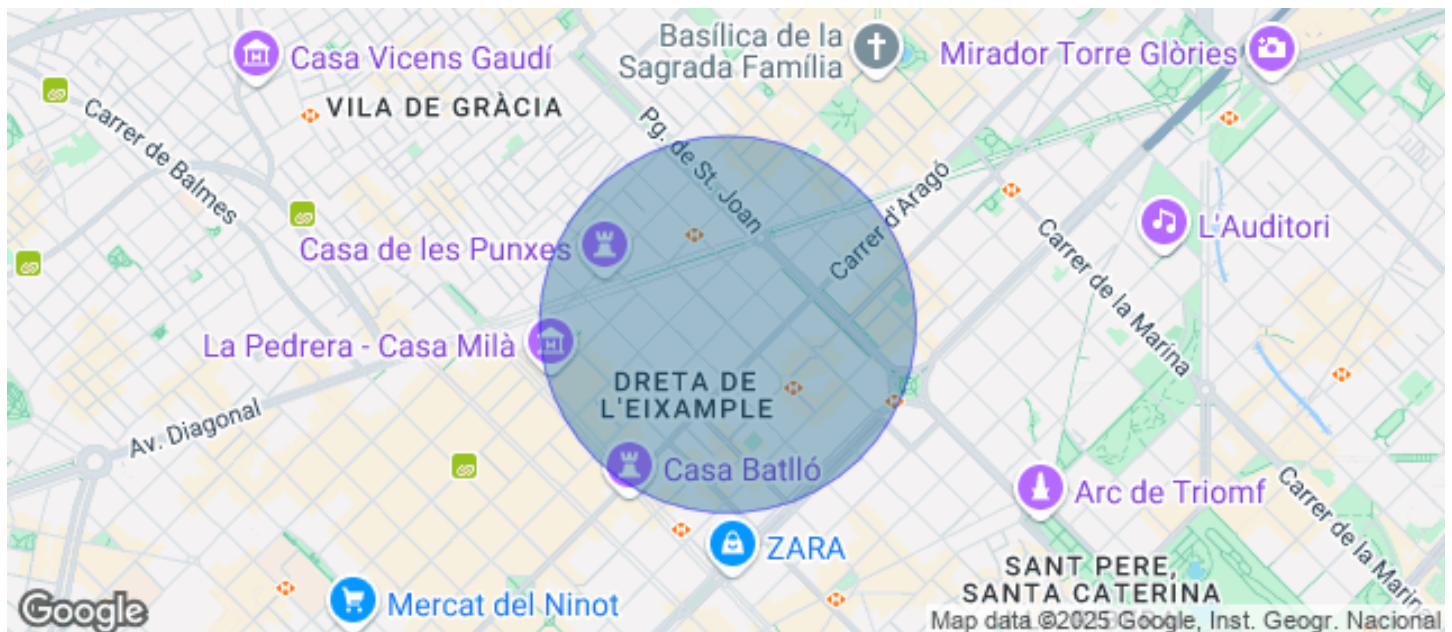 Basílica de la
Sagrada Família
Mirador Torre Glòries
Casa Vicens Gaudí
VILA DE GRÀCIA
Carrer de Balmes
Pg. de St. Joan
Carrer d'Aragó
L'Auditori
Casa de les Punxes
Carrer de la Marina
La Pedrera - Casa Milà
DRETA DE
L'EIXAMPLE
Av. Diagonal
Casa Batlló
Arc de Triomf
Carrer de la Marina
ZARA
SANT PERE,
SANTA CATERINA
Mercat del Ninot
Google
Map data ©2025 Google, Inst. Geogr. Nacional